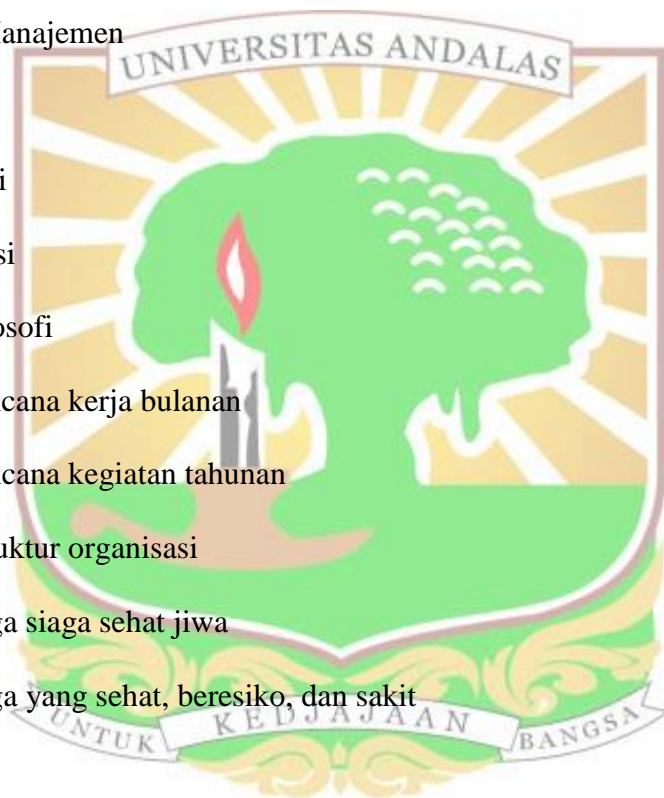 anajemen
UNIVERSITAS ANDALAS
i
si
osofi
cana kerja bulanan
cana kegiatan tahunan
uktur organisasi
ga siaga sehat jiwa
ga yang sehat, beresiko, dan sakit
UNTUK KEDJAJAAN BANGSA